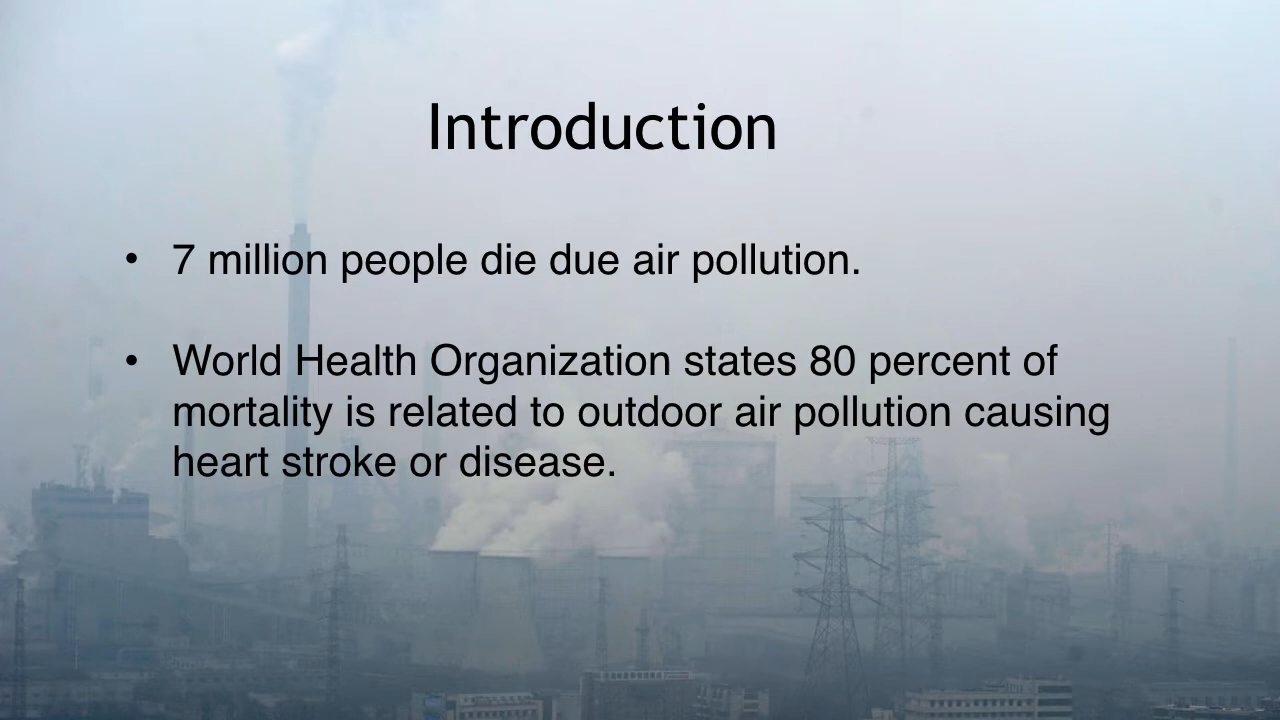 Introduction
• 7 million people die due air pollution.
• World Health Organization states 80 percent of
mortality is related to outdoor air pollution causing
heart stroke or disease.